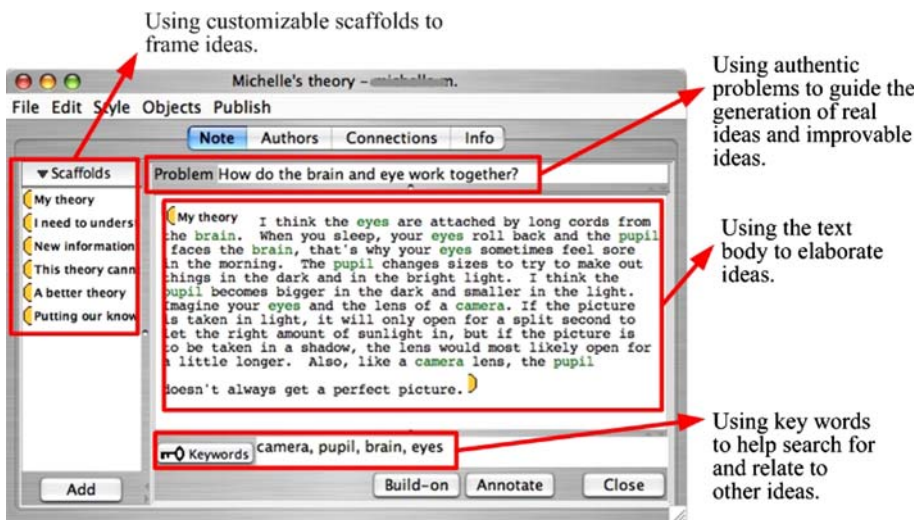 Using customizable scaffolds to
frame ideas.
Michelle's theory – m.
File Edit Style Objects Publish
Note Authors Connections Info
Scaffolds
My theory
I need to unders
New information
This theory cann
A better theory
Putting our know
Add
Problem How do the brain and eye work together?
My theory I think the eyes are attached by long cords from
the brain. When you sleep, your eyes roll back and the pupil
faces the brain, that's why your eyes sometimes feel sore
in the morning. The pupil changes sizes to try to make out
things in the dark and in the bright light. I think the
pupil becomes bigger in the dark and smaller in the light.
Imagine your eyes and the lens of a camera. If the picture
is taken in light, it will only open for a split second to
let the right amount of sunlight in, but if the picture is
to be taken in a shadow, the lens would most likely open for
a little longer. Also, like a camera lens, the pupil
doesn't always get a perfect picture.
Keywords camera, pupil, brain, eyes
Build-on Annotate Close
Using authentic
problems to guide the
generation of real
ideas and improvable
ideas.
Using the text
body to elaborate
ideas.
Using key words
to help search for
and relate to
other ideas.